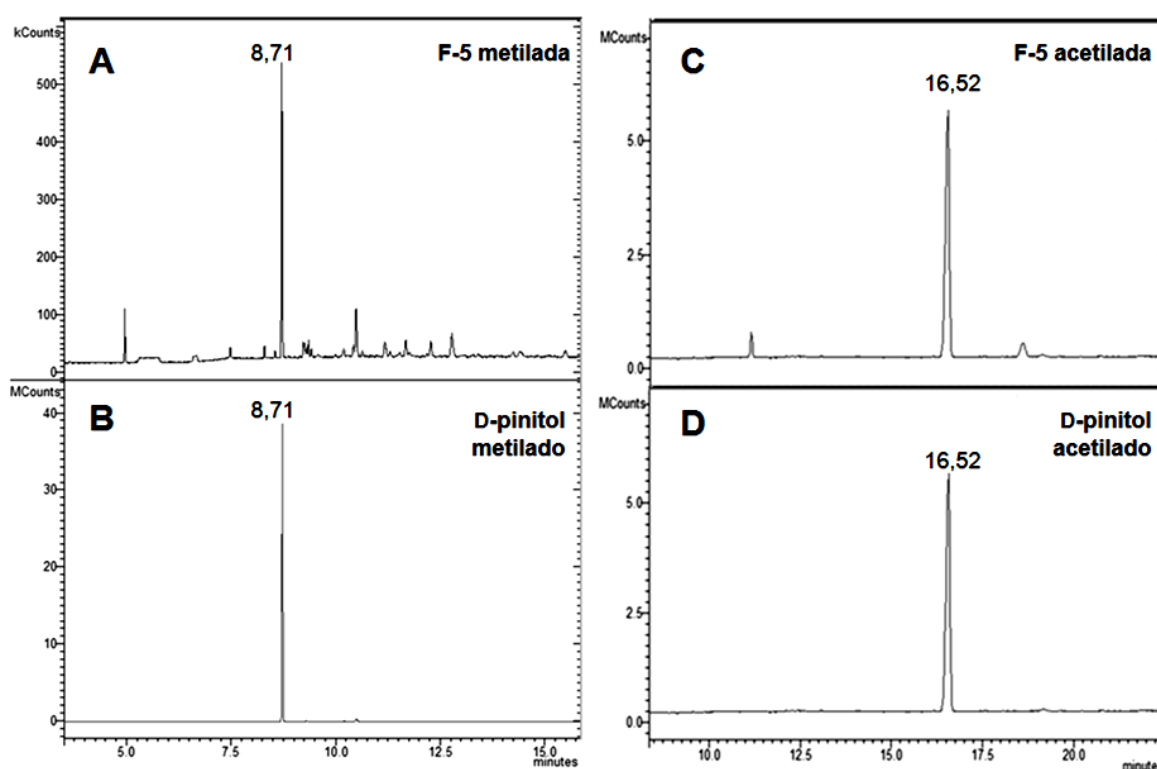 kCounts
A
8,71
F-5 metilada
500
400
300
200
100
0
MCounts
B
8,71
D-pinitol
metilado
40
30
20
10
0
5.0
7.5
10.0
12.5
15.0
minutes
MCounts
C
F-5 acetilada
16,52
5.0
2.5
0.0
MCounts
D
D-pinitol
acetilado
16,52
5.0
2.5
0.0
10.0
12.5
15.0
17.5
20.0
minutes